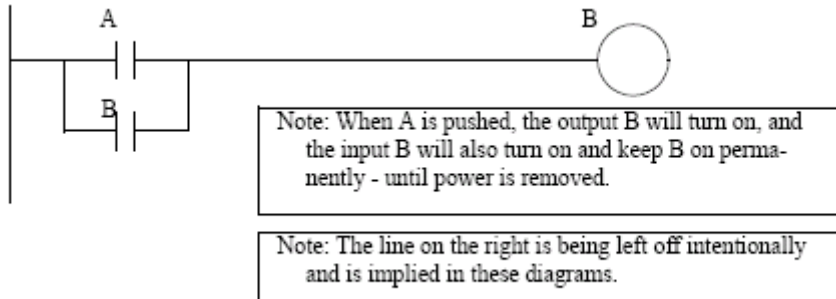 A
B
B
Note: When A is pushed, the output B will turn on, and
the input B will also turn on and keep B on perma-
nently - until power is removed.
Note: The line on the right is being left off intentionally
and is implied in these diagrams.